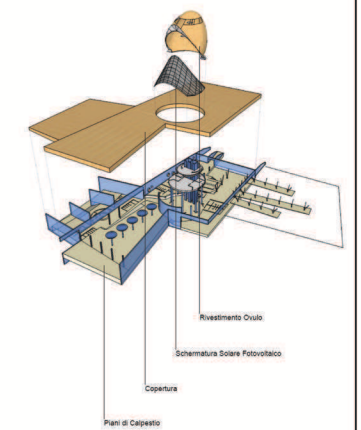 Rivestimento Ovulo
Schermatura Solare Fotovoltaico
Copertura
Piani di Calpestio